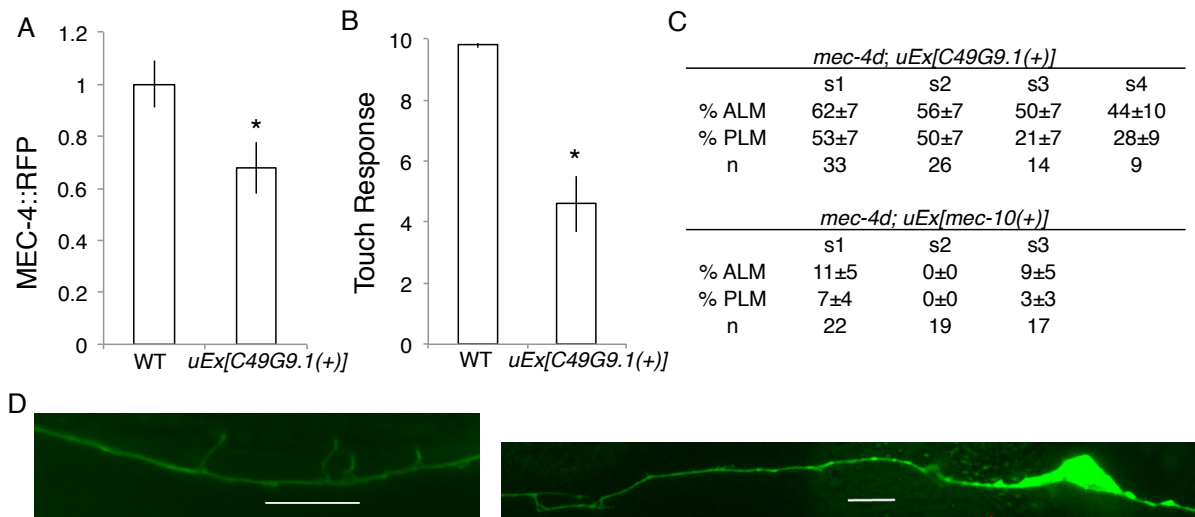 A
MEC-4::RFP
1.2
1
0.8
0.6
0.4
0.2
0
*
WT
uEx[C49G9.1(+)]
B
Touch Response
10
8
6
4
2
0
*
WT
uEx[C49G9.1(+)]
C
mec-4d; uEx[C49G9.1(+)]
s1 s2 s3 s4
% ALM 62±7 56±7 50±7 44±10
% PLM 53±7 50±7 21±7 28±9
n 33 26 14 9
mec-4d; uEx[mec-10(+)]
s1 s2 s3
% ALM 11±5 0±0 9±5
% PLM 7±4 0±0 3±3
n 22 19 17
D